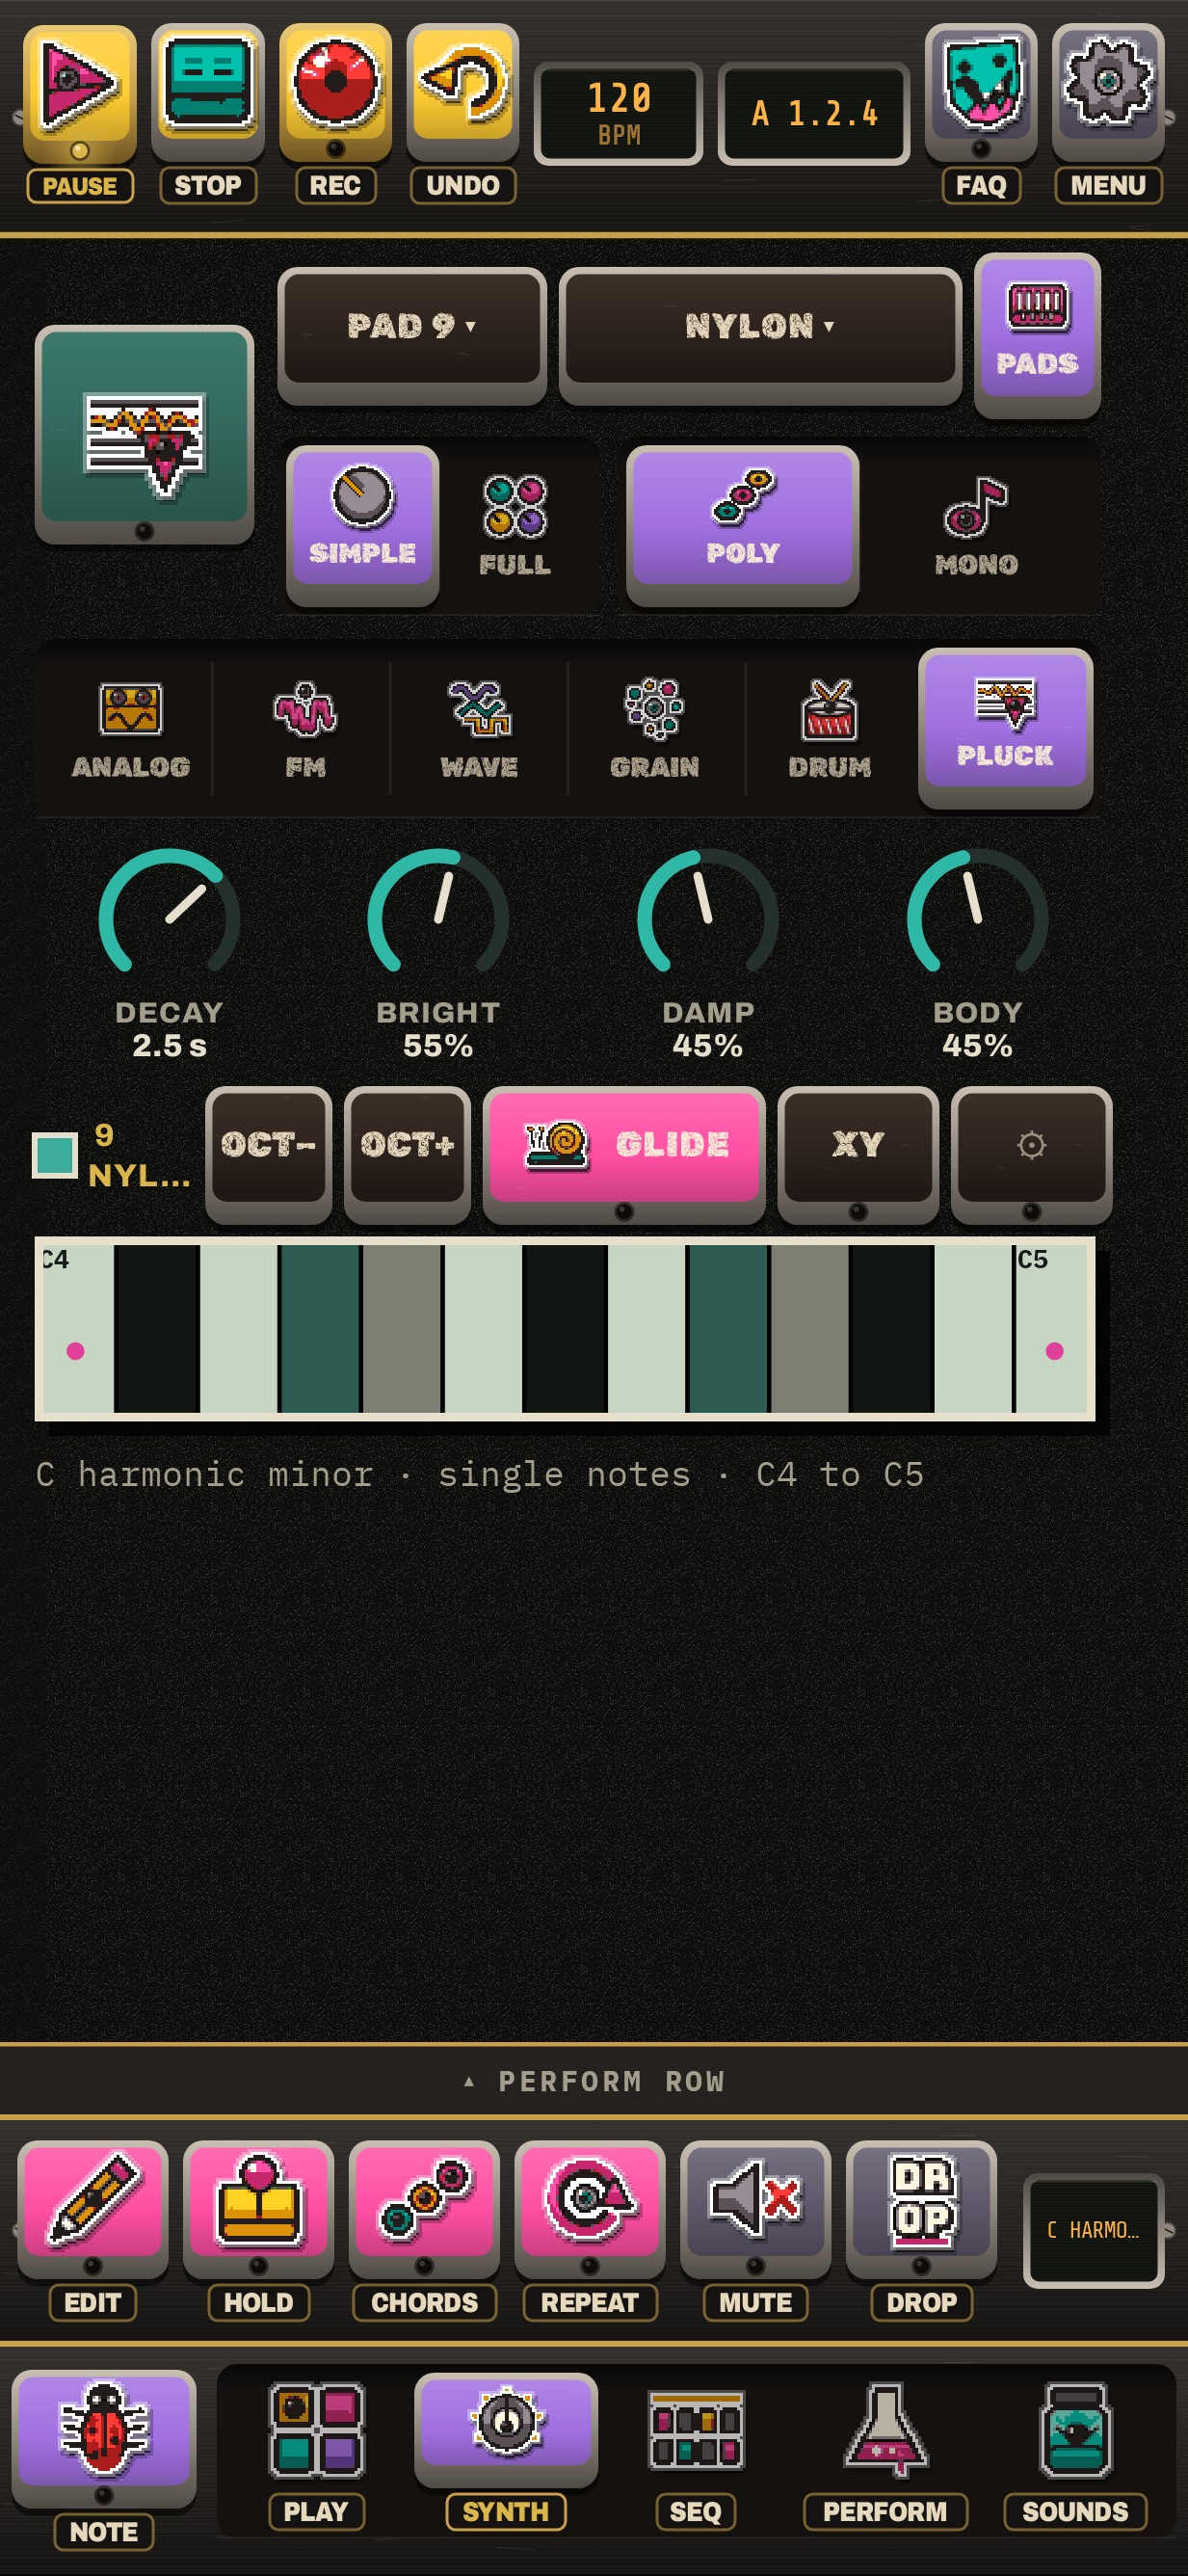 120
BPM
A 1.2.4
PAUSE
STOP
REC
UNDO
FAQ
MENU
PAD 9 ▾
NYLON ▾
PADS
SIMPLE
FULL
POLY
MONO
ANALOG
FM
WAVE
GRAIN
DRUM
PLUCK
DECAY
2.5 s
BRIGHT
55%
DAMP
45%
BODY
45%
9
NYL...
OCT-
OCT+
GLIDE
XY
C4
C5
C harmonic minor · single notes · C4 to C5
▴ PERFORM ROW
DR
OP
C HARMO...
EDIT
HOLD
CHORDS
REPEAT
MUTE
DROP
NOTE
PLAY
SYNTH
SEQ
PERFORM
SOUNDS